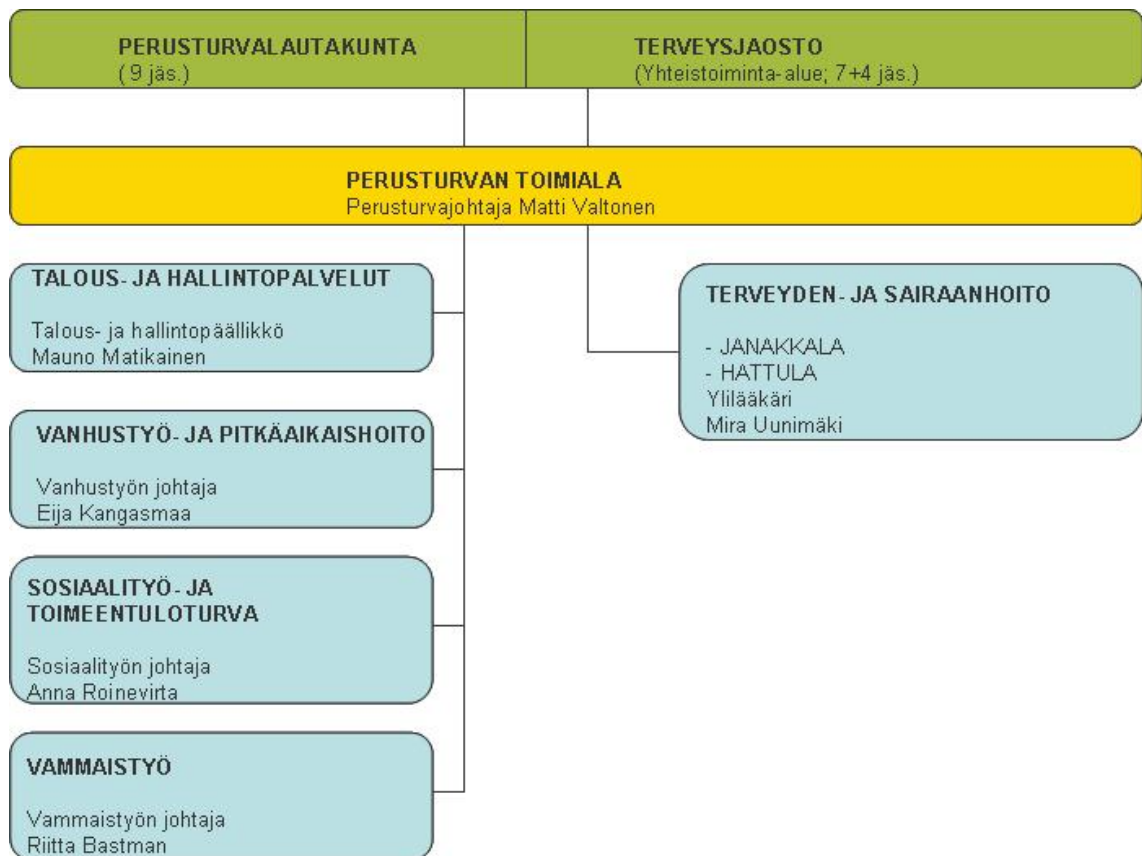 PERUSTURVALAUTAKUNTA
( 9 jäs.)
TERVEYSJAOSTO
(Yhteistoiminta-alue; 7+4 jäs.)
PERUSTURVAN TOIMIALA
Perusturvajohtaja Matti Valtonen
TALOUS- JA HALLINTOPALVELUT
Talous- ja hallintopäällikkö
Mauno Matikainen
VANHUSTYÖ- JA PITKÄAIKAISHOITO
Vanhustyön johtaja
Eija Kangasmaa
SOSIAALITYÖ- JA
TOIMEENTULOTURVA
Sosiaalityön johtaja
Anna Roinevirta
VAMMAISTYÖ
Vammaistyön johtaja
Riitta Bastman
TERVEYDEN- JA SAIRAANHOITO
- JANAKKALA
- HATTULA
Ylilääkäri
Mira Uunimäki